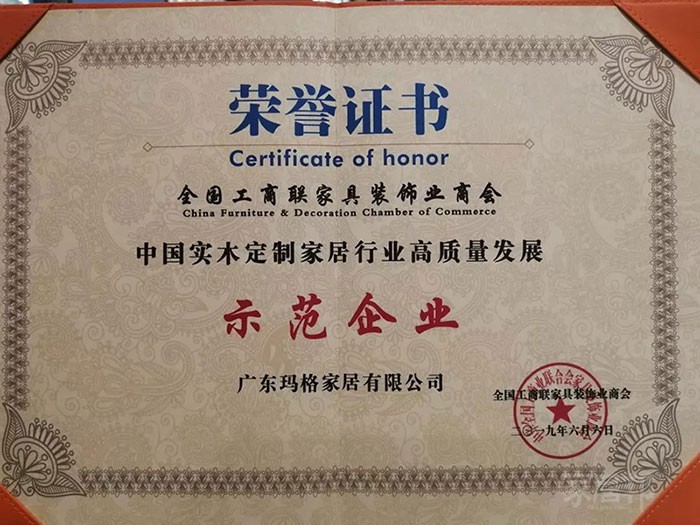 荣誉证书
Certificate of honor
全国工商联家具装饰业商会
China Furniture & Decoration Chamber of Commerce
中国实木定制家居行业高质量发展
示范企业
广东玛格家居有限公司
全国工商联家具装饰业商会
二〇一九年六月六日